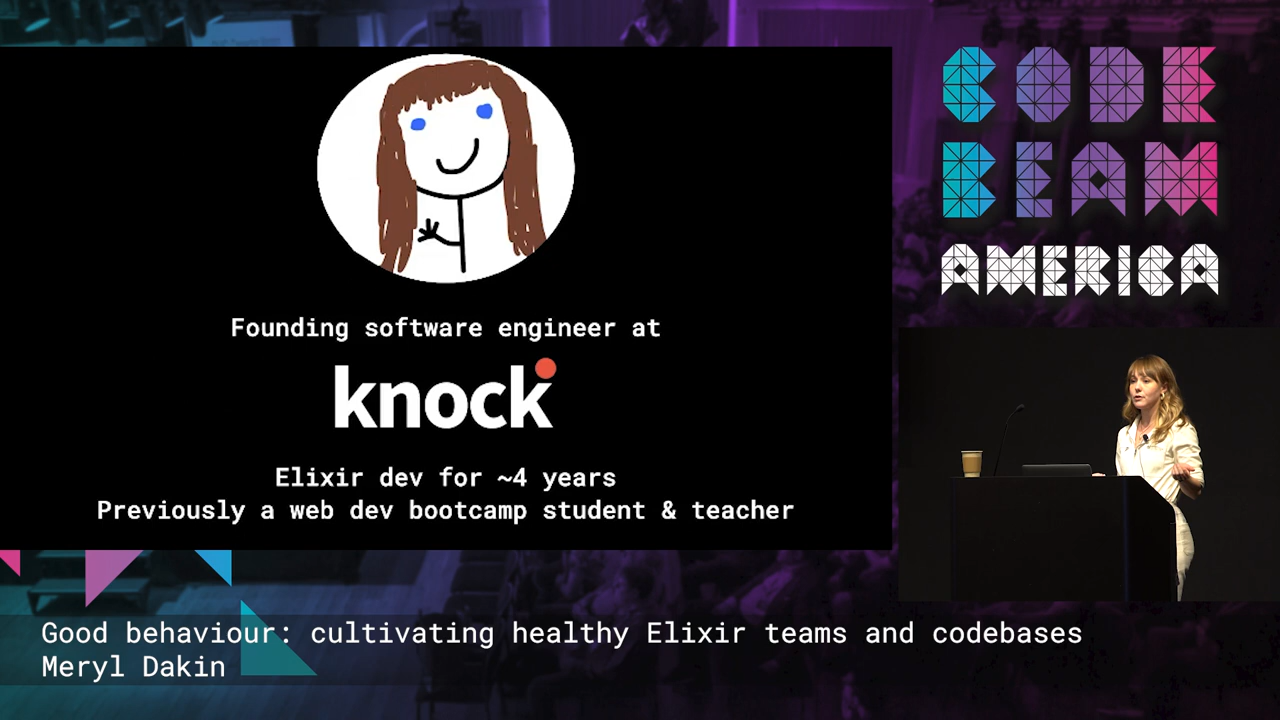 CODE
BEAM
AMERICA
Founding software engineer at
knock
Elixir dev for ~4 years
Previously a web dev bootcamp student & teacher
Good behaviour: cultivating healthy Elixir teams and codebases
Meryl Dakin